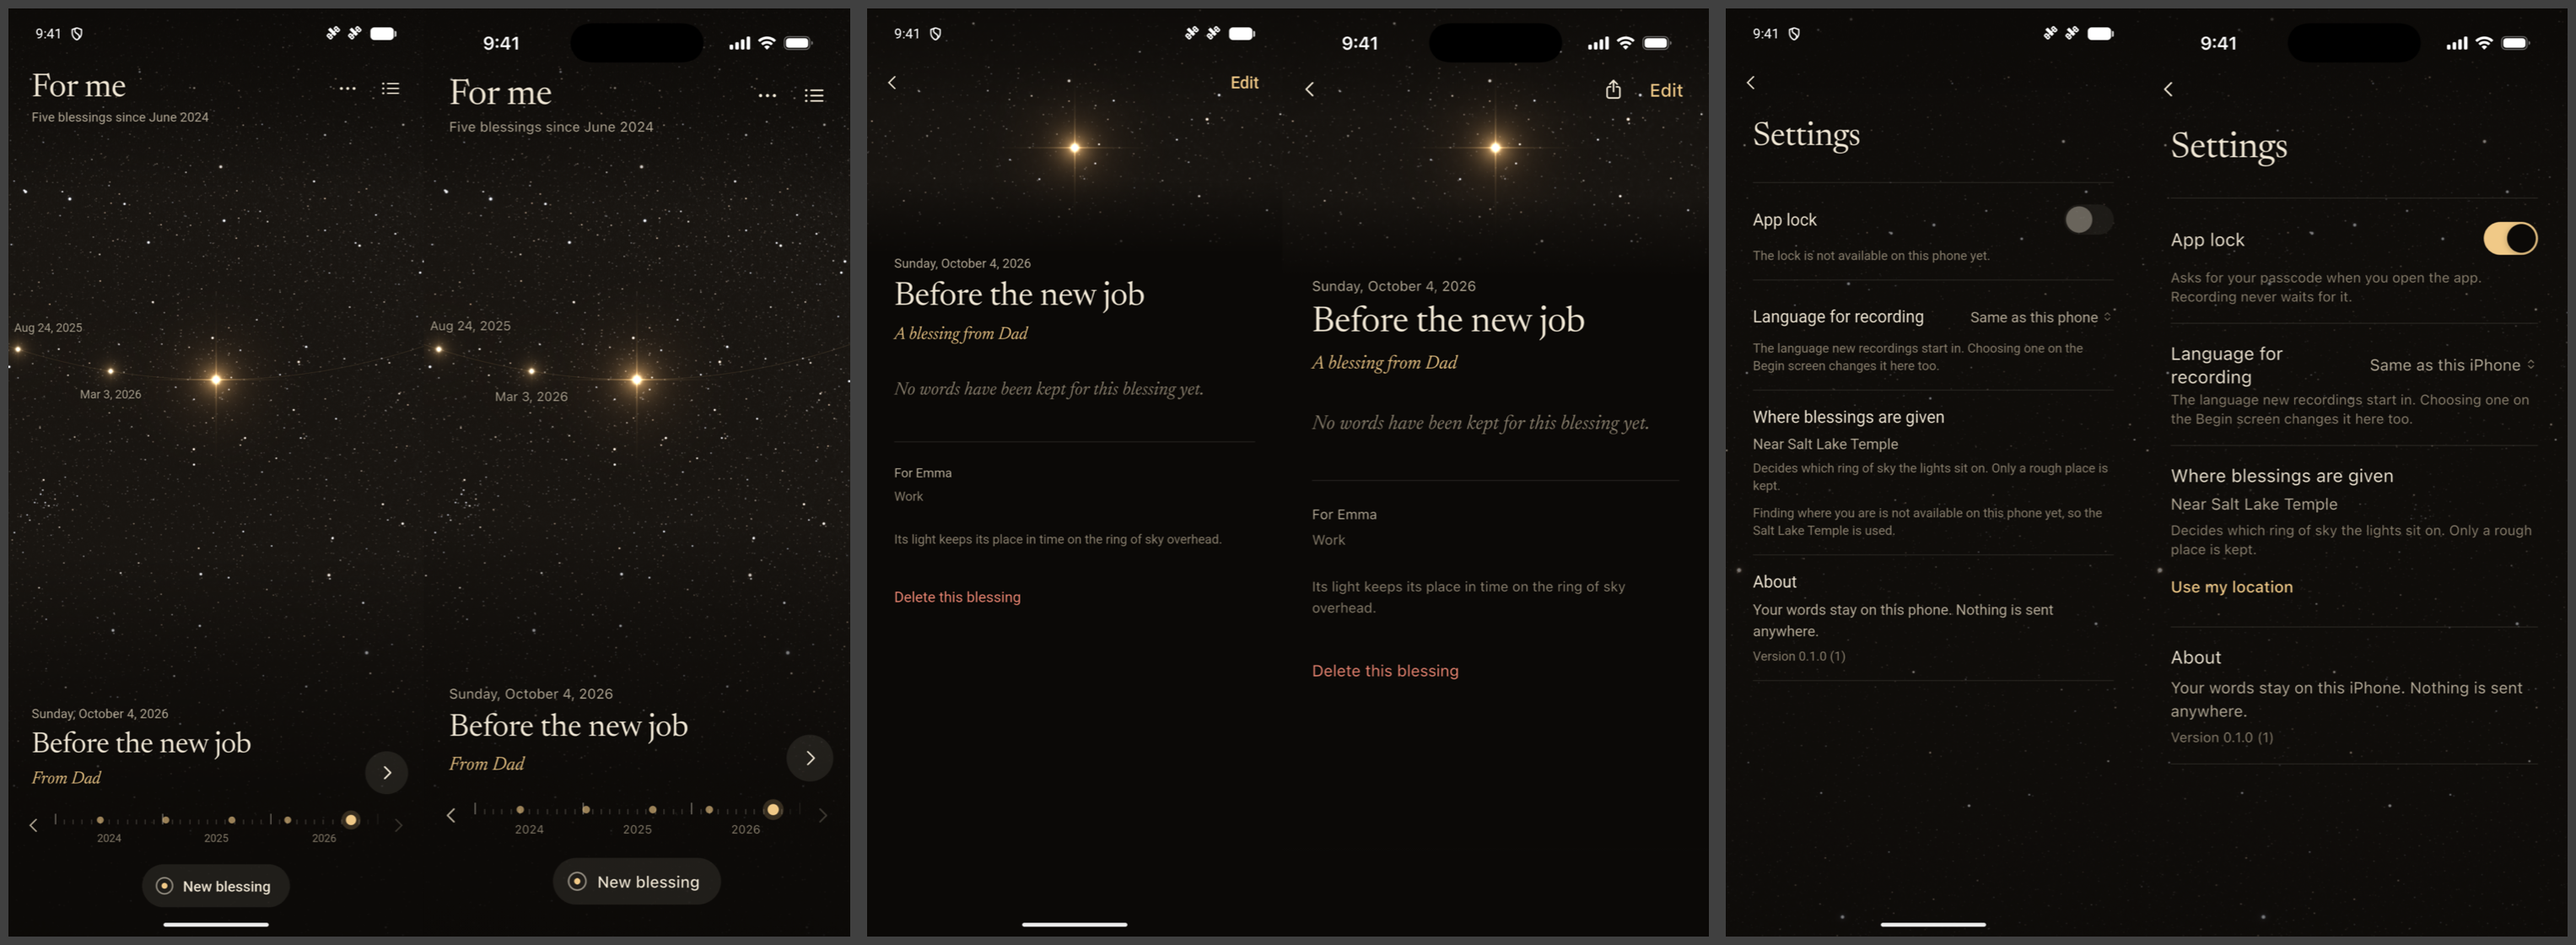 9:41
For me
Five blessings since June 2024
Aug 24, 2025
Mar 3, 2026
Sunday, October 4, 2026
Before the new job
From Dad
2024 2025 2026
New blessing
9:41
For me
Five blessings since June 2024
Aug 24, 2025
Mar 3, 2026
Sunday, October 4, 2026
Before the new job
From Dad
2024 2025 2026
New blessing
9:41
Edit
Sunday, October 4, 2026
Before the new job
A blessing from Dad
No words have been kept for this blessing yet.
For Emma
Work
Its light keeps its place in time on the ring of sky overhead.
Delete this blessing
9:41
Edit
Sunday, October 4, 2026
Before the new job
A blessing from Dad
No words have been kept for this blessing yet.
For Emma
Work
Its light keeps its place in time on the ring of sky
overhead.
Delete this blessing
9:41
Settings
App lock
The lock is not available on this phone yet.
Language for recording Same as this phone
The language new recordings start in. Choosing one on the
Begin screen changes it here too.
Where blessings are given
Near Salt Lake Temple
Decides which ring of sky the lights sit on. Only a rough place is
kept.
Finding where you are is not available on this phone yet, so the
Salt Lake Temple is used.
About
Your words stay on this phone. Nothing is sent
anywhere.
Version 0.1.0 (1)
9:41
Settings
App lock
Asks for your passcode when you open the app.
Recording never waits for it.
Language for
recording
Same as this iPhone
The language new recordings start in. Choosing one on
the Begin screen changes it here too.
Where blessings are given
Near Salt Lake Temple
Decides which ring of sky the lights sit on. Only a rough
place is kept.
Use my location
About
Your words stay on this iPhone. Nothing is sent
anywhere.
Version 0.1.0 (1)